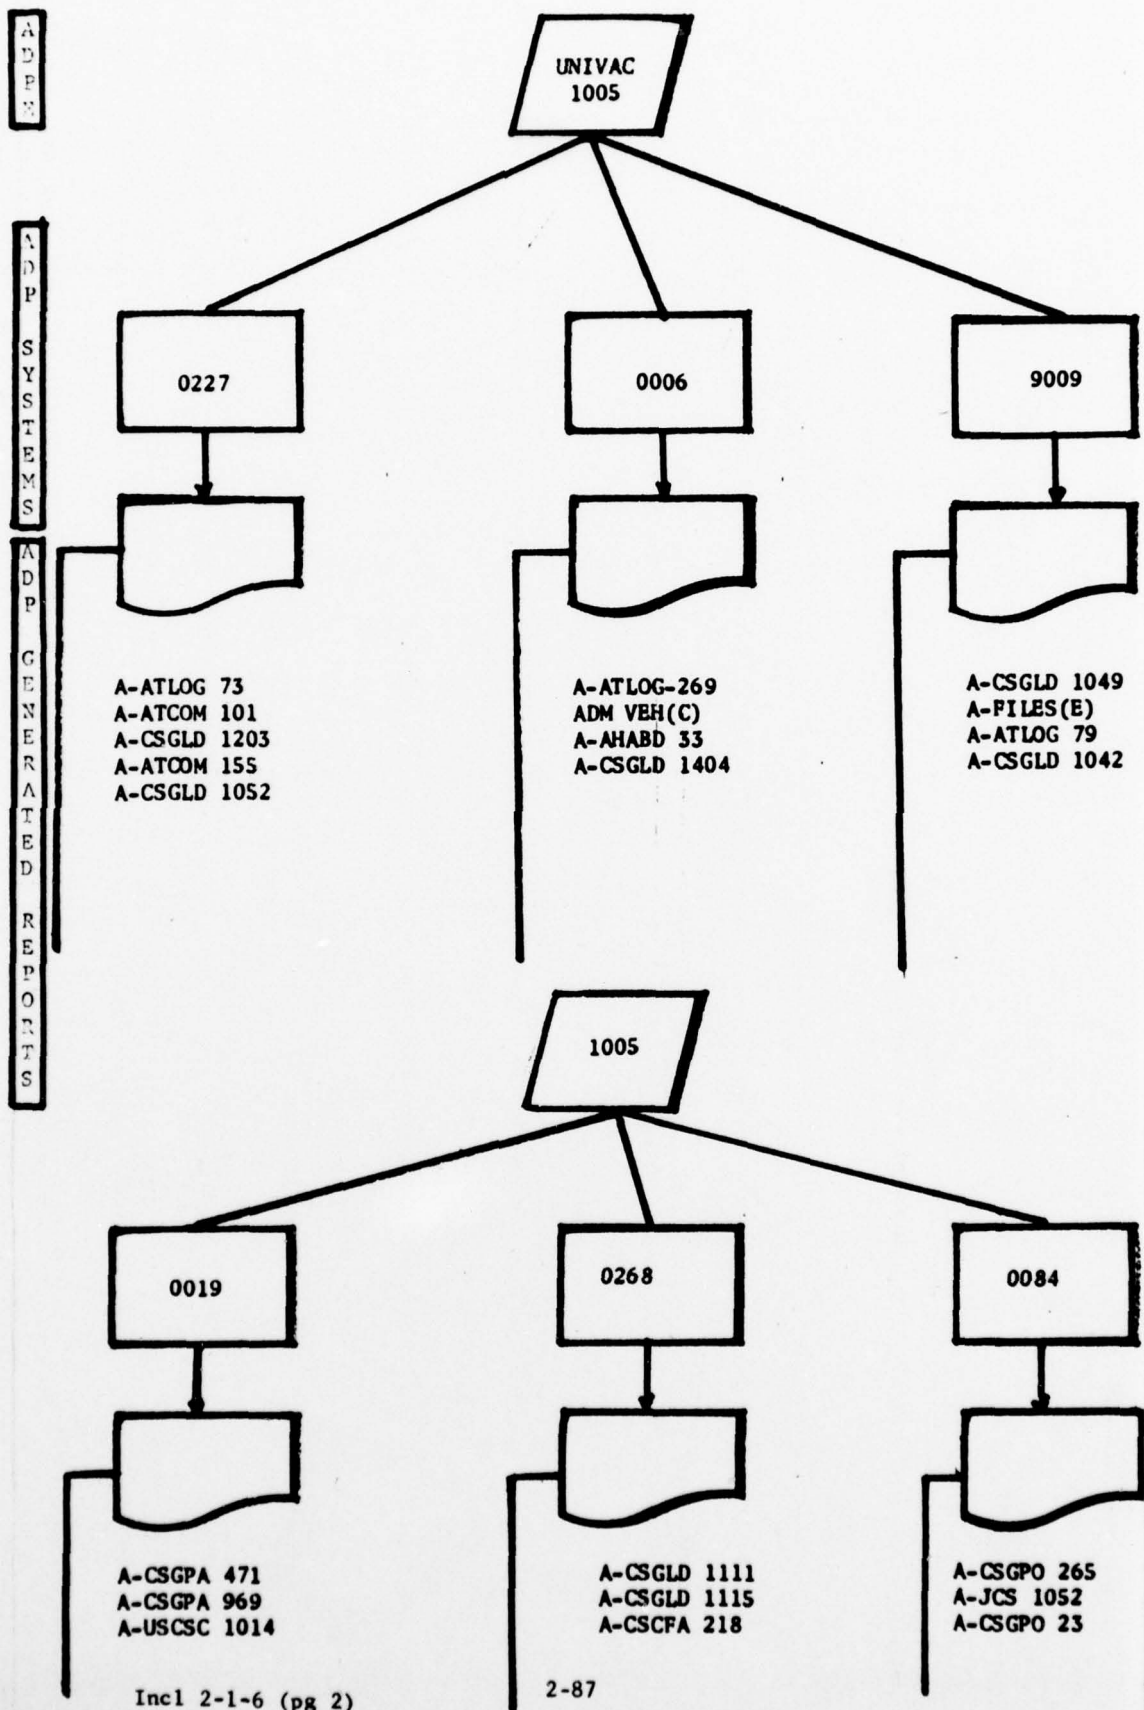 ADPE
UNIVAC
1005
ADP SYSTEMS
0227
0006
9009
ADP GENERATED REPORTS
A-ATLOG 73
A-ATCOM 101
A-CSGLD 1203
A-ATCOM 155
A-CSGLD 1052
A-ATLOG-269
ADM VEH(C)
A-AHABD 33
A-CSGLD 1404
A-CSGLD 1049
A-FILES(E)
A-ATLOG 79
A-CSGLD 1042
1005
0019
0268
0084
A-CSGPA 471
A-CSGPA 969
A-USCSC 1014
A-CSGLD 1111
A-CSGLD 1115
A-CSCFA 218
A-CSGPO 265
A-JCS 1052
A-CSGPO 23
Incl 2-1-6 (pg 2)
2-87